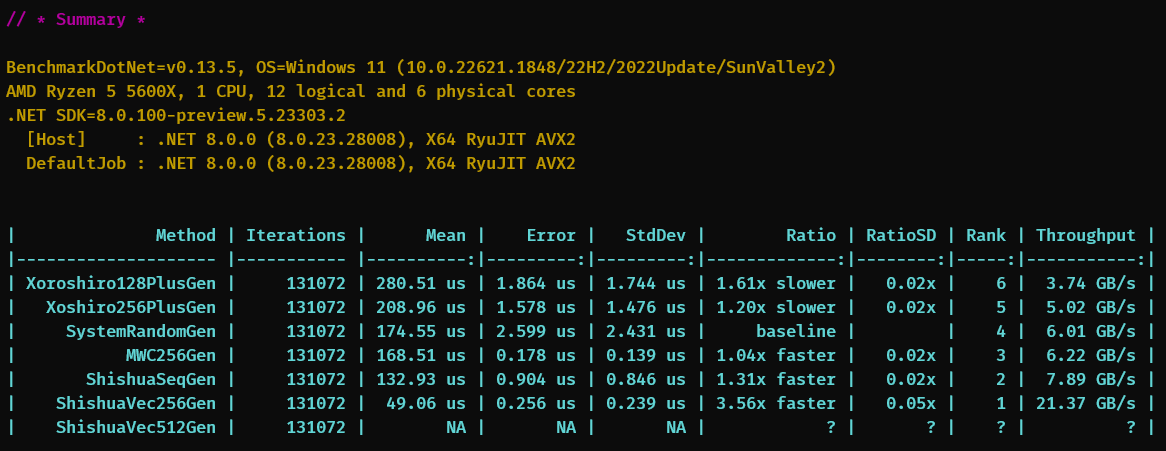 // * Summary *
BenchmarkDotNet=v0.13.5, OS=Windows 11 (10.0.22621.1848/22H2/2022Update/SunValley2)
AMD Ryzen 5 5600X, 1 CPU, 12 logical and 6 physical cores
.NET SDK=8.0.100-preview.5.23303.2
  [Host]     : .NET 8.0.0 (8.0.23.28008), X64 RyuJIT AVX2
  DefaultJob : .NET 8.0.0 (8.0.23.28008), X64 RyuJIT AVX2
|              Method | Iterations |      Mean |    Error |   StdDev |        Ratio | RatioSD | Rank | Throughput |
|-------------------- |----------- |----------:|---------:|---------:|-------------:|--------:|-----:|-----------:|
| Xoroshiro128PlusGen |     131072 | 280.51 us | 1.864 us | 1.744 us | 1.61x slower |   0.02x |    6 |  3.74 GB/s |
|   Xoshiro256PlusGen |     131072 | 208.96 us | 1.578 us | 1.476 us | 1.20x slower |   0.02x |    5 |  5.02 GB/s |
|     SystemRandomGen |     131072 | 174.55 us | 2.599 us | 2.431 us |     baseline |         |    4 |  6.01 GB/s |
|           MWC256Gen |     131072 | 168.51 us | 0.178 us | 0.139 us | 1.04x faster |   0.02x |    3 |  6.22 GB/s |
|       ShishuaSeqGen |     131072 | 132.93 us | 0.904 us | 0.846 us | 1.31x faster |   0.02x |    2 |  7.89 GB/s |
|    ShishuaVec256Gen |     131072 |  49.06 us | 0.256 us | 0.239 us | 3.56x faster |   0.05x |    1 | 21.37 GB/s |
|    ShishuaVec512Gen |     131072 |        NA |       NA |       NA |            ? |       ? |    ? |          ? |